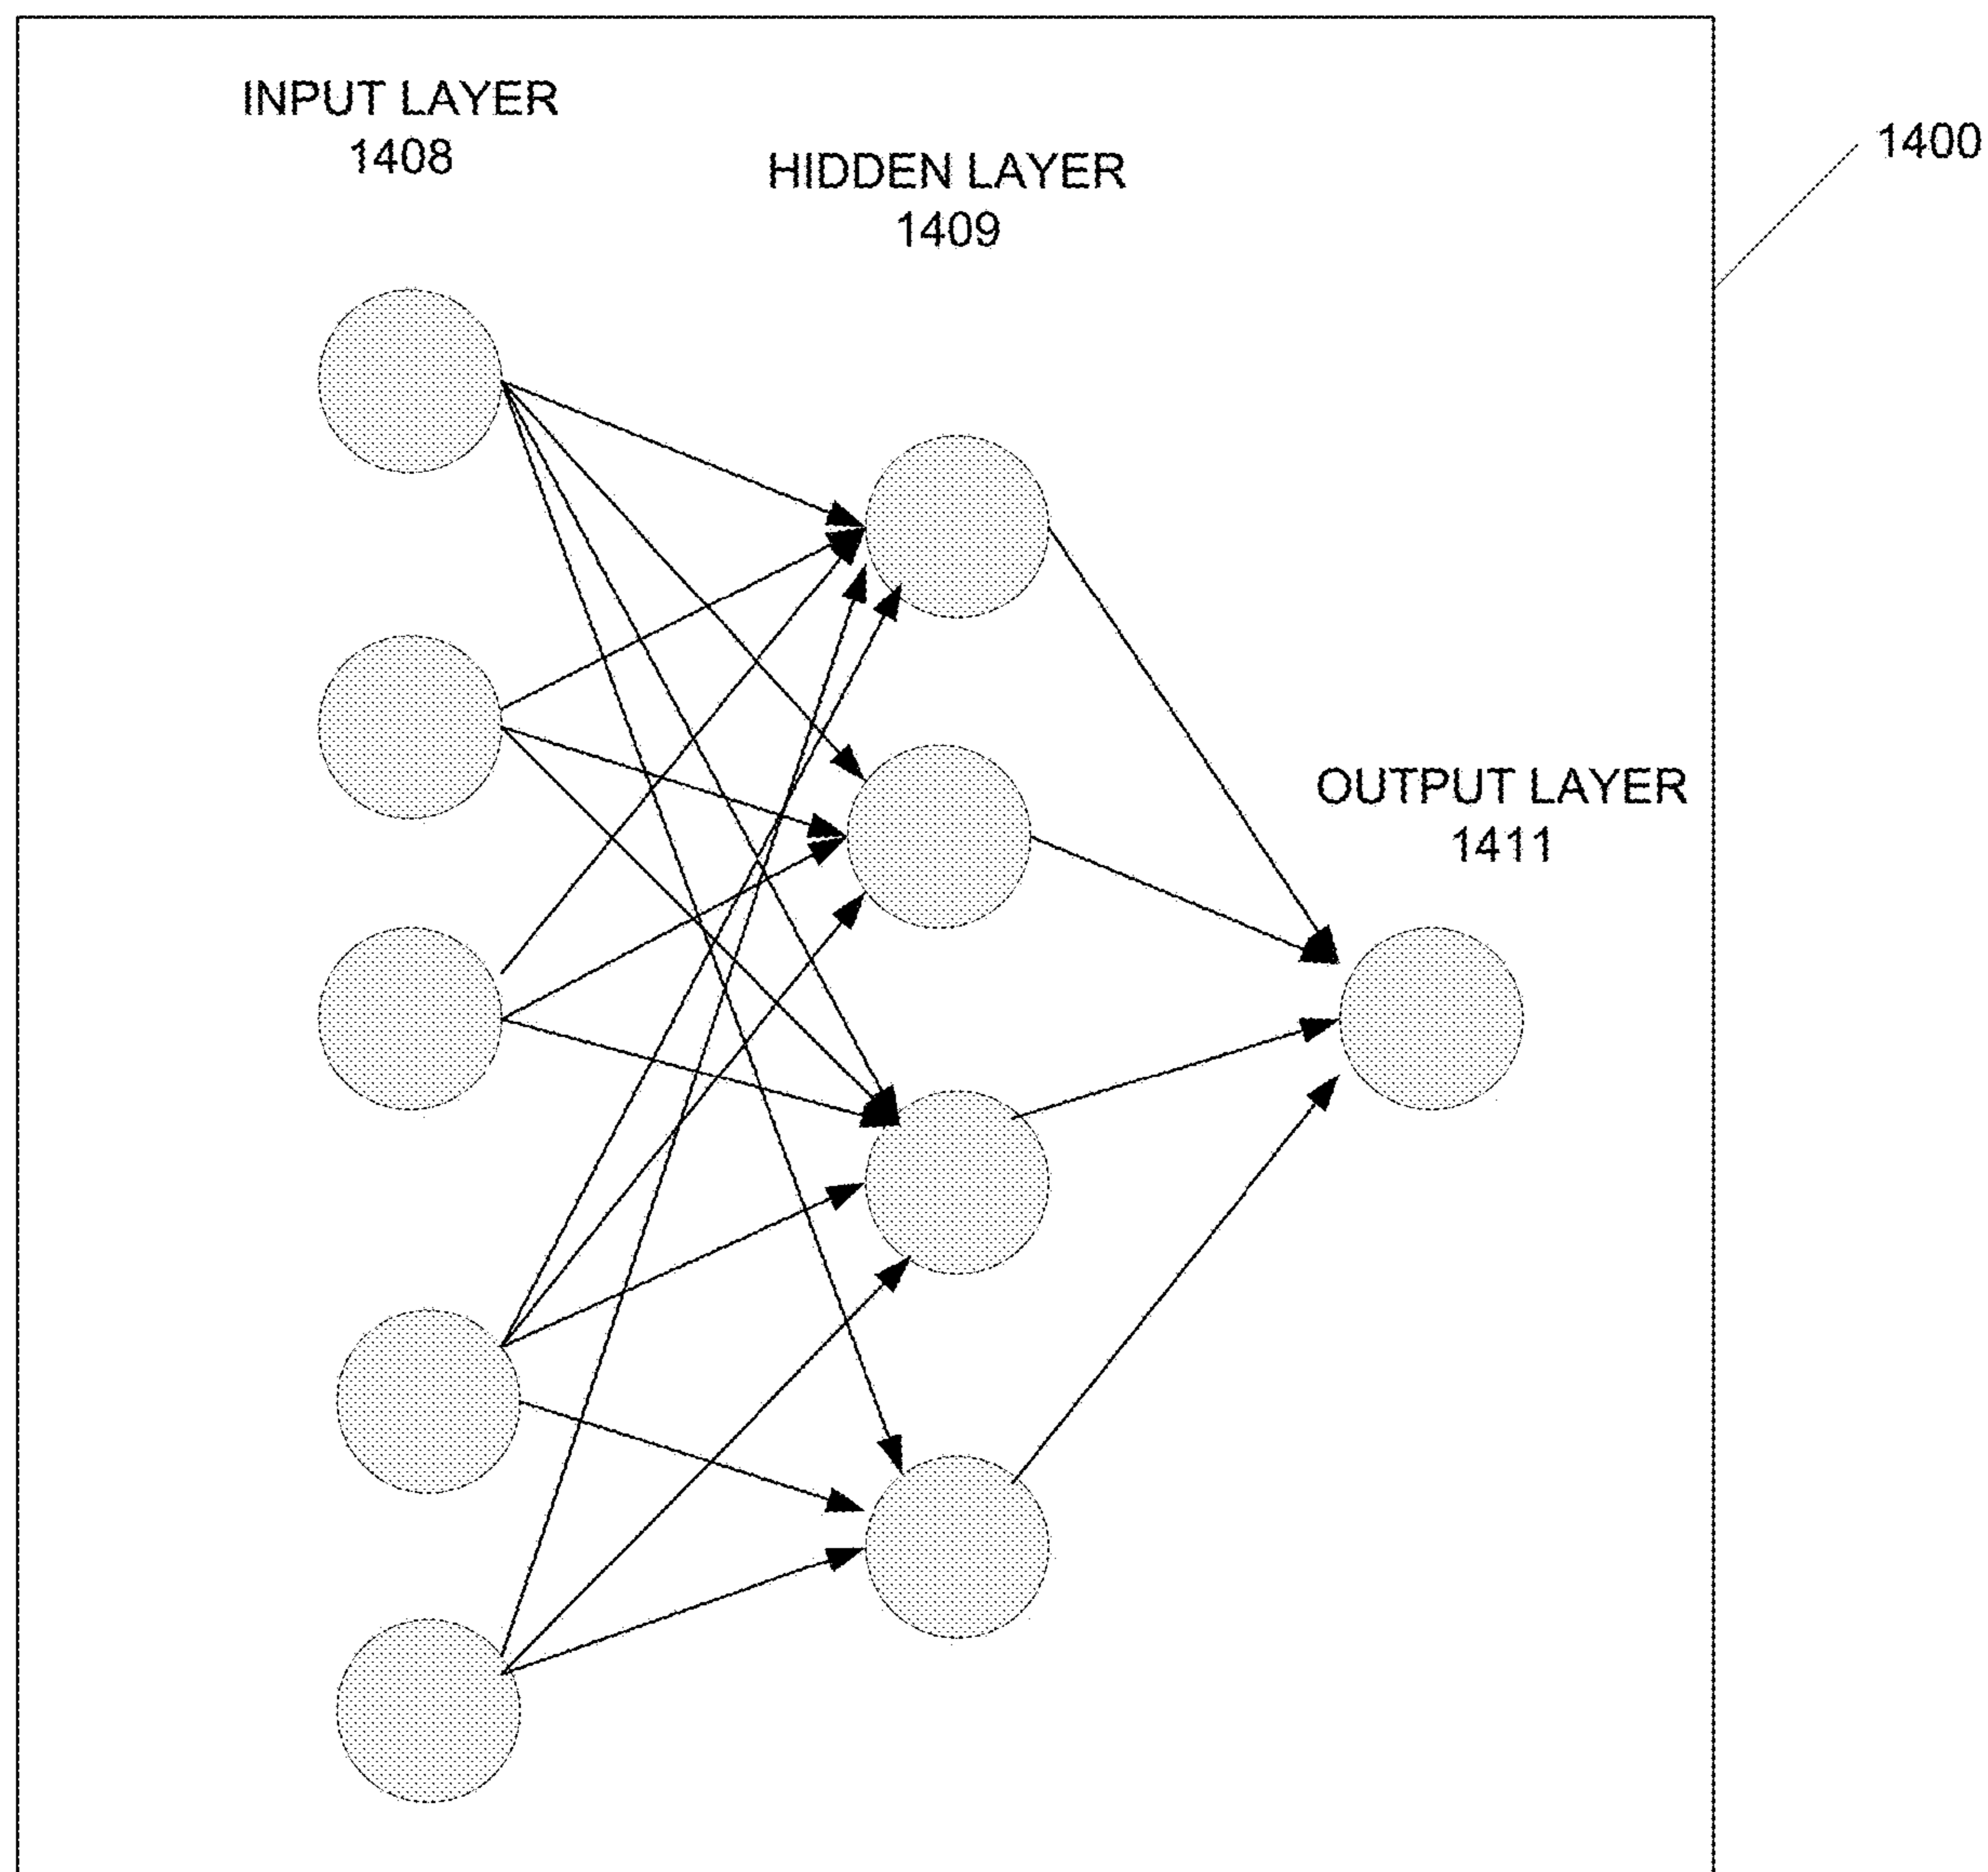 INPUT LAYER
1408
HIDDEN LAYER
1409
1400
OUTPUT LAYER
1411